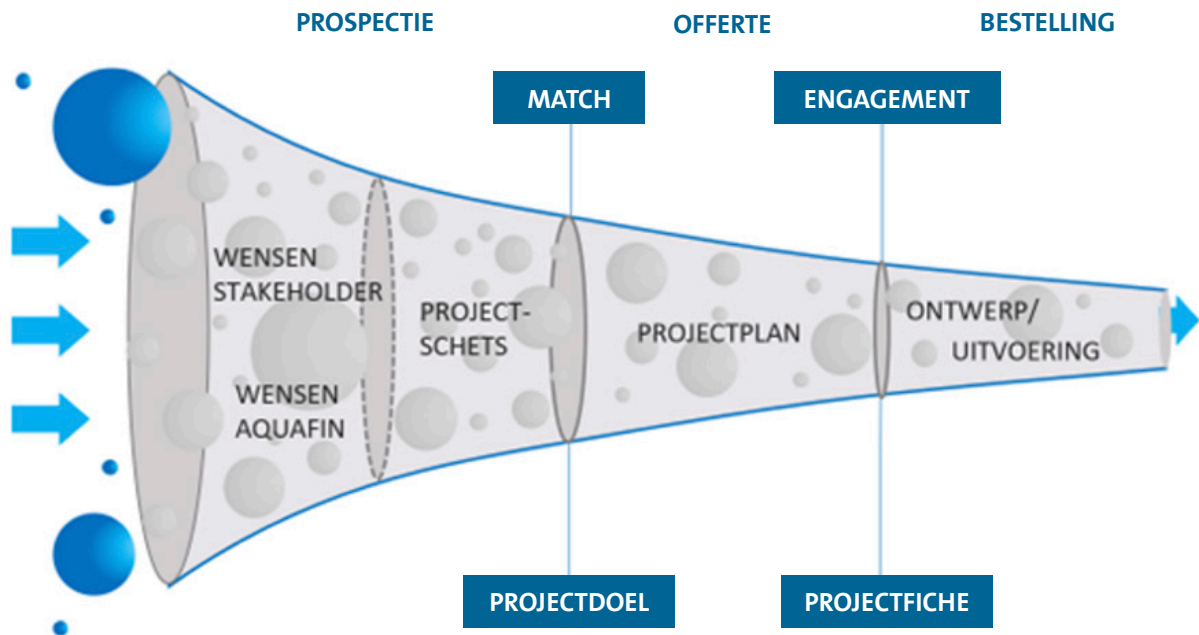 PROSPECTIE
OFFERTE
BESTELLING
MATCH
ENGAGEMENT
WENSEN
STAKEHOLDER
WENSEN
AQUAFIN
PROJECT-
SCHETS
PROJECTPLAN
ONTWERP/
UITVOERING
PROJECTDOEL
PROJECTFICHE